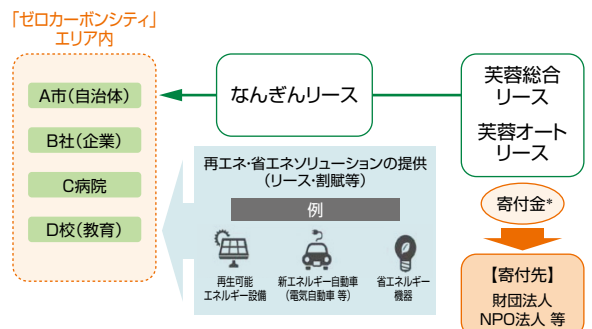 「ゼロカーボンシティ」
エリア内
A市(自治体)
B社(企業)
C病院
D校(教育)
なんぎんリース
芙蓉総合
リース
芙蓉オート
リース
再エネ・省エネソリューションの提供
(リース・割賦等)
例
再生可能
エネルギー設備
新エネルギー自動車
(電気自動車 等)
省エネルギー
機器
寄付金*
【寄付先】
財団法人
NPO法人 等